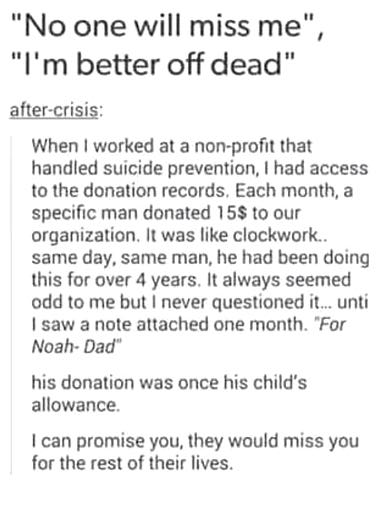 "No one will miss me",
"I'm better off dead"
after-crisis:
When I worked at a non-profit that
handled suicide prevention, I had access
to the donation records. Each month, a
specific man donated 15$ to our
organization. It was like clockwork..
same day, same man, he had been doing
this for over 4 years. It always seemed
odd to me but I never questioned it... unti
I saw a note attached one month. "For
Noah- Dad"
his donation was once his child's
allowance.
I can promise you, they would miss you
for the rest of their lives.